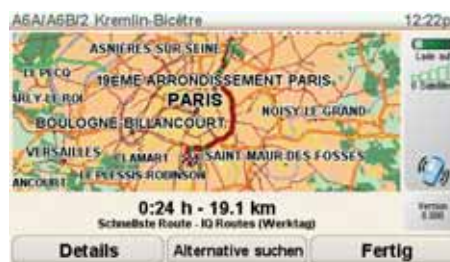 A6A/A6B/2 Kremlin-Bicêtre
12:22p
ASNIERES SUR SEINE
LE PECQ
19EME ARRONDISSEMENT PARIS
PARIS
NOISY-LE-GRAND
BOULOGNE-BILLANCOURT
VERSAILLES
CLAMART
SAINT-MAUR-DES-FOSSES
LE PLESSIS-ROBINSON
ANCOURT
0:24 h - 19.1 km
Schnellste Route - IQ Routes (Werktag)
Version
Details
Alternative suchen
Fertig